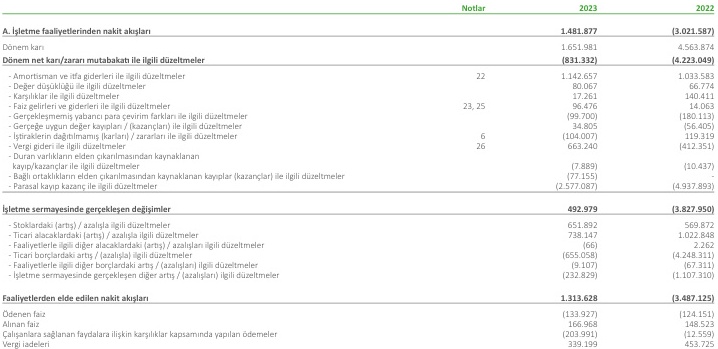 Notlar 2023 2022
A. İşletme faaliyetlerinden nakit akışları 1.481.877 (3.021.587)
Dönem karı 1.651.981 4.563.874
Dönem net karı/zararı mutabakatı ile ilgili düzeltmeler (831.332) (4.223.049)
- Amortisman ve itfa giderleri ile ilgili düzeltmeler 22 1.142.657 1.033.583
- Değer düşüklüğü ile ilgili düzeltmeler 80.067 66.774
- Karşılıklar ile ilgili düzeltmeler 17.261 140.411
- Faiz gelirleri ve giderleri ile ilgili düzeltmeler 23, 25 96.476 14.063
- Gerçekleşmemiş yabancı para çevirim farkları ile ilgili düzeltmeler (99.700) (180.113)
- Gerçeğe uygun değer kayıpları / (kazançları) ile ilgili düzeltmeler 34.805 (56.405)
- İştiraklerin dağıtılmamış (karları) / zararları ile ilgili düzeltmeler 6 (104.007) 119.319
- Vergi gideri ile ilgili düzeltmeler 26 663.240 (412.351)
- Duran varlıkların elden çıkarılmasından kaynaklanan
kayıp/kazançlar ile ilgili düzeltmeler (7.889) (10.437)
- Bağlı ortaklıkların elden çıkarılmasından kaynaklanan kayıplar (kazançlar) ile ilgili düzeltmeler (77.155) -
- Parasal kayıp kazanç ile ilgili düzeltmeler (2.577.087) (4.937.893)
İşletme sermayesinde gerçekleşen değişimler 492.979 (3.827.950)
- Stoklardaki (artış) / azalışla ilgili düzeltmeler 651.892 569.872
- Ticari alacaklardaki (artış) / azalışla ilgili düzeltmeler 738.147 1.022.848
- Faaliyetlerle ilgili diğer alacaklardaki (artış) / azalışları ilgili düzeltmeler (66) 2.262
- Ticari borçlardaki artış / (azalışla) ilgili düzeltmeler (655.058) (4.248.311)
- Faaliyetlerle ilgili diğer borçlardaki artış / (azalışları) ilgili düzeltmeler (9.107) (67.311)
- İşletme sermayesinde gerçekleşen diğer artış / (azalışları) ilgili düzeltmeler (232.829) (1.107.310)
Faaliyetlerden elde edilen nakit akışları 1.313.628 (3.487.125)
Ödenen faiz (133.927) (124.151)
Alınan faiz 166.968 148.523
Çalışanlara sağlanan faydalara ilişkin karşılıklar kapsamında yapılan ödemeler (203.991) (12.559)
Vergi iadeleri 339.199 453.725